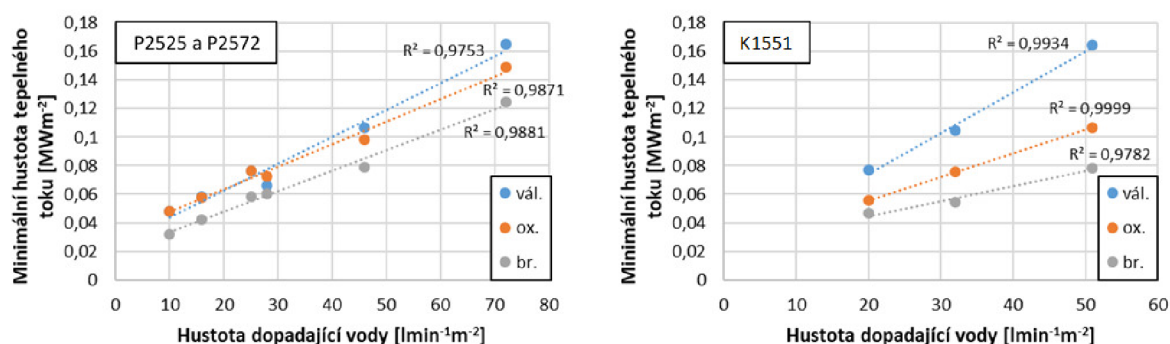 P2525 a P2572
Minimální hustota tepelného
toku [MWm⁻²]
0,18
0,16
0,14
0,12
0,1
0,08
0,06
0,04
0,02
0
R² = 0,9753
R² = 0,9871
R² = 0,9881
vál.
ox.
br.
0 10 20 30 40 50 60 70 80
Hustota dopadající vody [lmin⁻¹m⁻²]
K1551
Minimální hustota tepelného
toku [MWm⁻²]
0,18
0,16
0,14
0,12
0,1
0,08
0,06
0,04
0,02
0
R² = 0,9934
R² = 0,9999
R² = 0,9782
vál.
ox.
br.
0 10 20 30 40 50 60
Hustota dopadající vody [lmin⁻¹m⁻²]